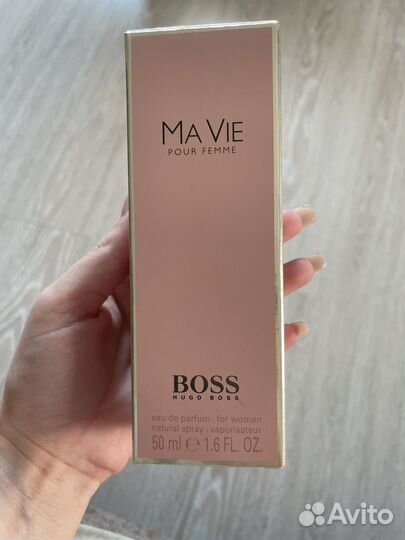 MA VIE
POUR FEMME
BOSS
HUGO BOSS
eau de parfum · for women
natural spray · vaporisateur
50 ml ℮ 1.6 FL. OZ.
Avito